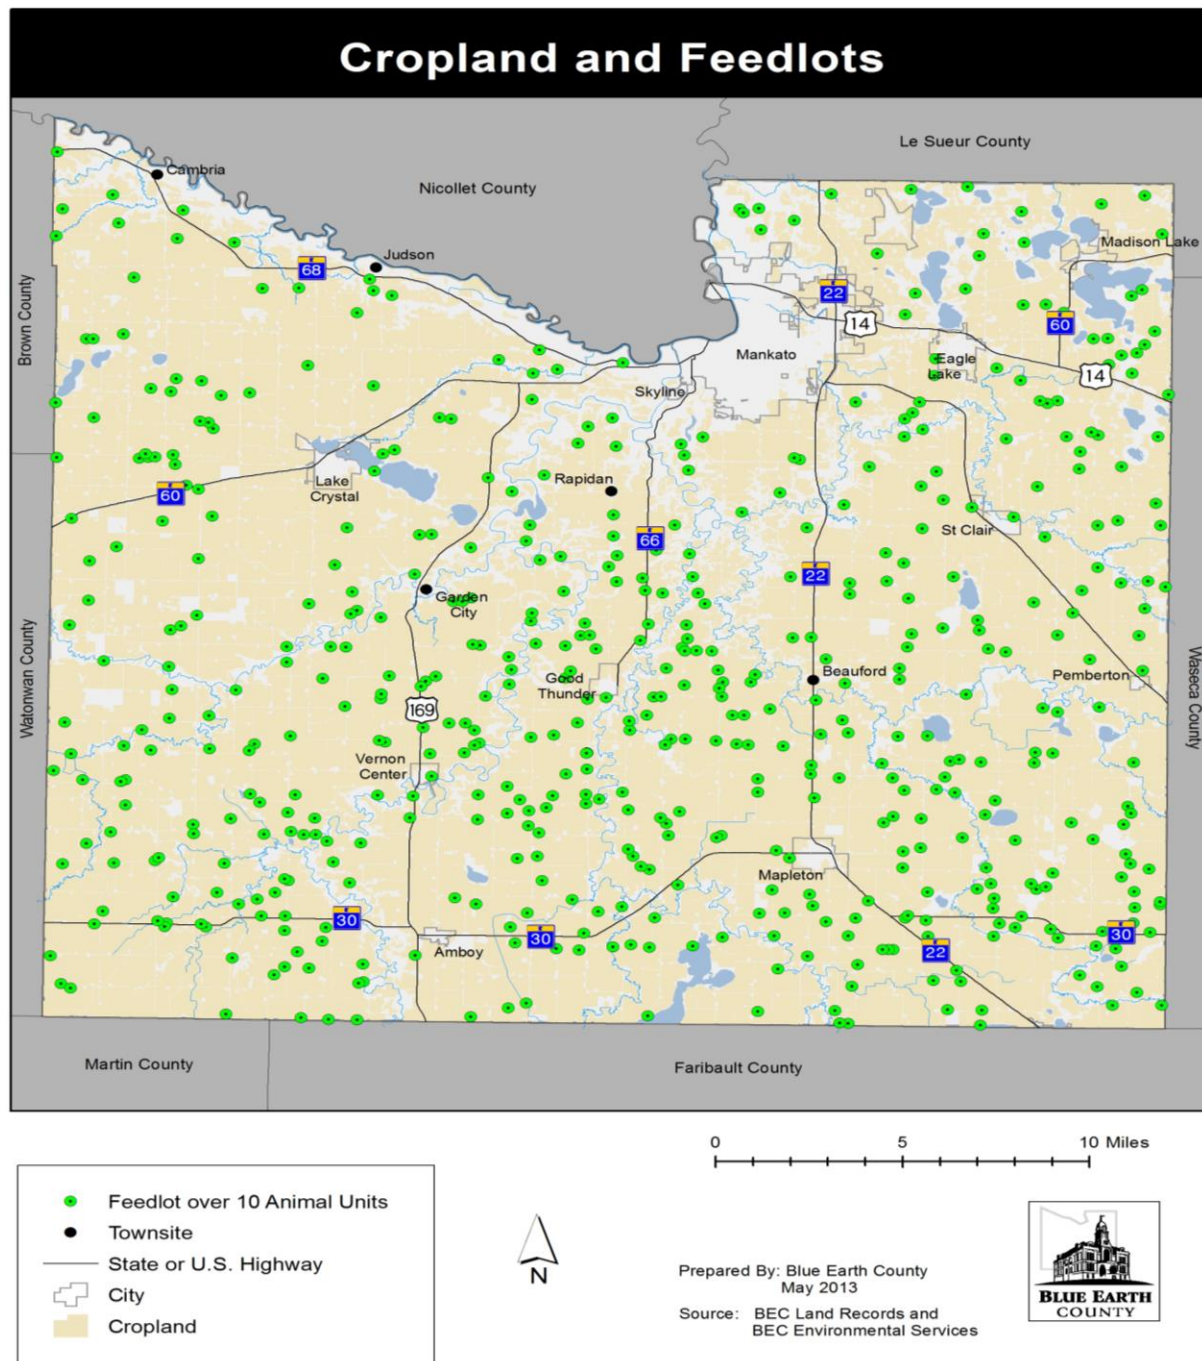 Cropland and Feedlots
Le Sueur County
Nicollet County
Cambria
Judson
Madison Lake
68
22
14
60
Brown County
Mankato
Eagle
Lake
14
Skyline
Lake
Crystal
60
Rapidan
66
St Clair
22
Garden
City
Watonwan County
Waseca County
Good
Thunder
Beauford
Pemberton
169
Vernon
Center
Mapleton
30
30
30
22
Amboy
Martin County
Faribault County
0 5 10 Miles
Feedlot over 10 Animal Units
Townsite
State or U.S. Highway
City
Cropland
N
Prepared By: Blue Earth County
May 2013
Source: BEC Land Records and
BEC Environmental Services
BLUE EARTH
COUNTY